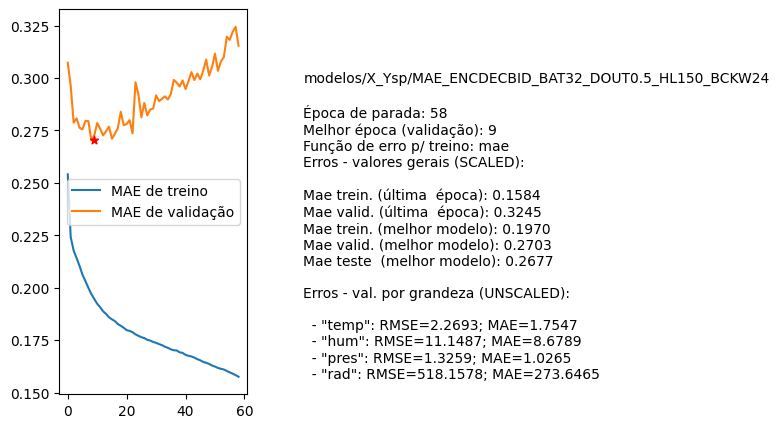 0.325
0.300
0.275
0.250
0.225
0.200
0.175
0.150
0
20
40
60
MAE de treino
MAE de validação
modelos/X_Ysp/MAE_ENCDECBID_BAT32_DOUT0.5_HL150_BCKW24
Época de parada: 58
Melhor época (validação): 9
Função de erro p/ treino: mae
Erros - valores gerais (SCALED):
Mae trein. (última  época): 0.1584
Mae valid. (última  época): 0.3245
Mae trein. (melhor modelo): 0.1970
Mae valid. (melhor modelo): 0.2703
Mae teste  (melhor modelo): 0.2677
Erros - val. por grandeza (UNSCALED):
- "temp": RMSE=2.2693; MAE=1.7547
- "hum": RMSE=11.1487; MAE=8.6789
- "pres": RMSE=1.3259; MAE=1.0265
- "rad": RMSE=518.1578; MAE=273.6465